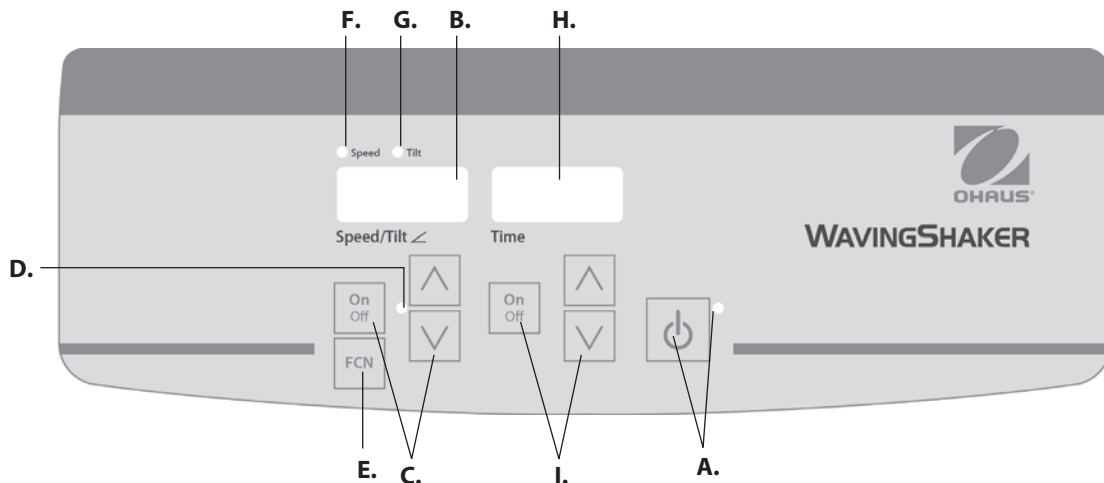 F. G. B. H.
Speed Tilt
OHAUS®
Speed/Tilt Time
WAVINGSHAKER
D.
On
Off
On
Off
FCN
E. C. I. A.